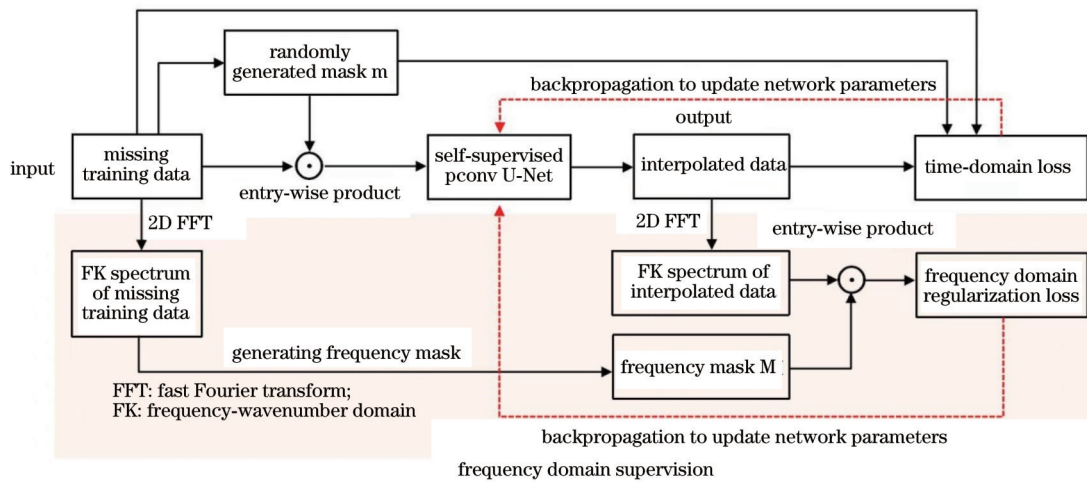 randomly
generated mask m
backpropagation to update network parameters
output
input
missing
training data
entry-wise product
self-supervised
pconv U-Net
interpolated data
time-domain loss
2D FFT
2D FFT
entry-wise product
FK spectrum
of missing
training data
FK spectrum of
interpolated data
frequency domain
regularization loss
generating frequency mask
frequency mask M
FFT: fast Fourier transform;
FK: frequency-wavenumber domain
backpropagation to update network parameters
frequency domain supervision